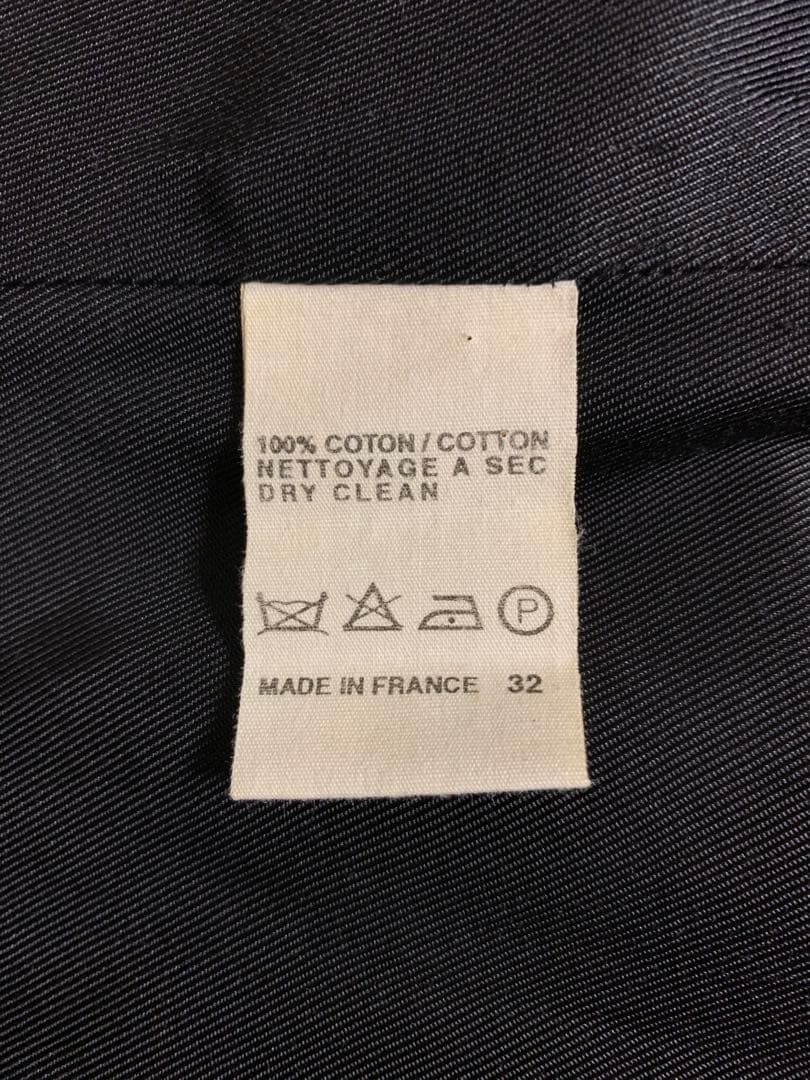 100% COTON / COTTON
NETTOYAGE A SEC
DRY CLEAN
P
MADE IN FRANCE 32